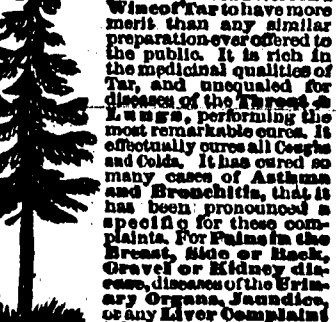 Wine of Tar to have more
merit than any similar
preparation ever offered to
the public. It is rich in
the medicinal qualities of
Tar, and unequaled for
diseases of the Throat &
Lungs, performing the
most remarkable cures. It
effectually cures all Coughs
and Colds. It has cured so
many cases of Asthma
and Bronchitis, that it
has been pronounced a
specific for these com-
plaints. For Pains in the
Breast, Side or Back,
Gravel or Kidney dis-
ease, diseases of the Urin-
ary Organs, Jaundice,
or any Liver Complaint